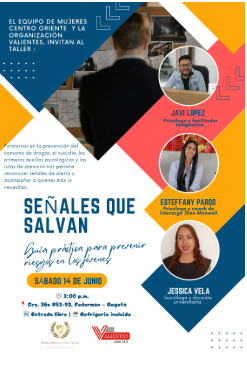 EL EQUIPO DE MUJERES
CENTRO ORIENTE Y LA
ORGANIZACIÓN
VALIENTES, INVITAN AL
TALLER :
JAVI LOPEZ
Psicólogo y facilitador
terapéutico
Formarnos en la prevención del
consumo de drogas, el suicidio, los
primeros auxilios psicológicos y las
rutas de atención nos permite
reconocer señales de alerta y
acompañar a quienes más lo
necesitan.
ESTEFFANY PARDO
Psicóloga y coach de
liderazgo Jhon Maxwell
SEÑALES QUE
SALVAN
Guía práctica para prevenir
riesgos en los jóvenes
SÁBADO 14 DE JUNIO
3:00 p.m.
Cra. 36a #53-92, Federmán - Bogotá
Entrada libre | Refrigerio incluido
JESSICA VELA
Socióloga y docente
universitaria
VALIENTES